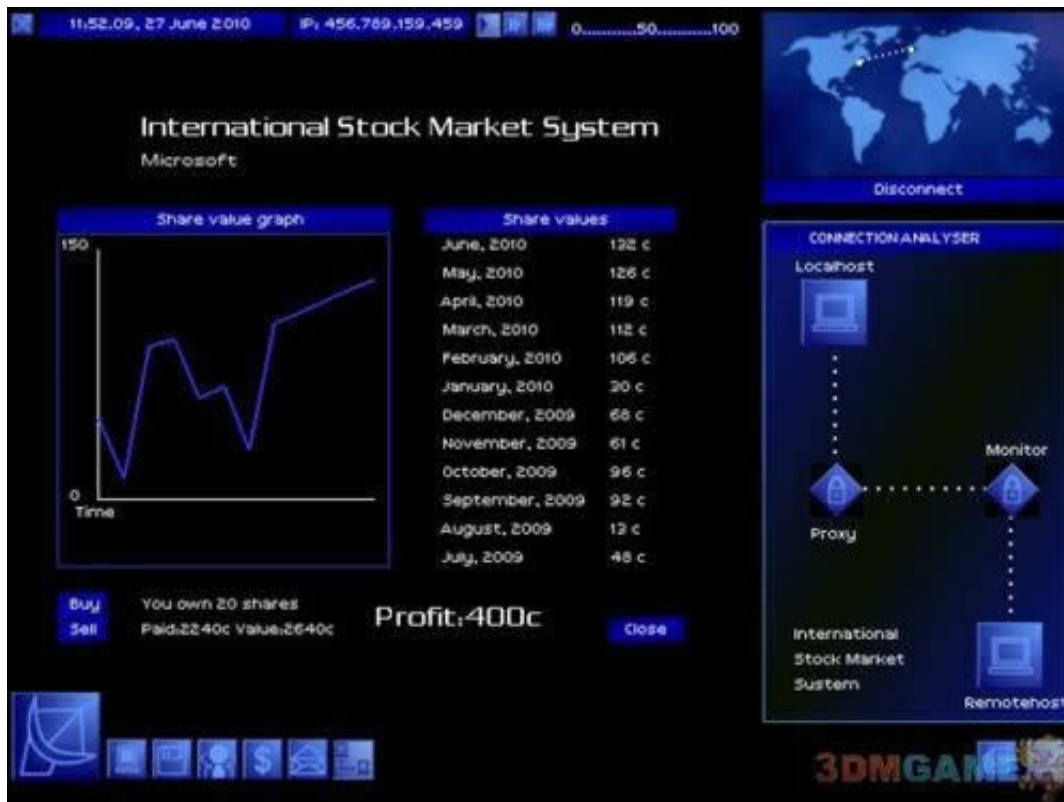 11:52.09, 27 June 2010
IP: 456.789.159.459
0............50............100
International Stock Market System
Microsoft
Disconnect
Share value graph
150
0
Time
Share values
June, 2010 132 c
May, 2010 126 c
April, 2010 119 c
March, 2010 112 c
February, 2010 106 c
January, 2010 20 c
December, 2009 68 c
November, 2009 61 c
October, 2009 96 c
September, 2009 92 c
August, 2009 13 c
July, 2009 48 c
Buy
You own 20 shares
Sell
Paid:2240c Value:2640c
Profit:400c
Close
CONNECTION ANALYSER
Localhost
Monitor
Proxy
International
Stock Market
System
Remotehost
3DMGAME